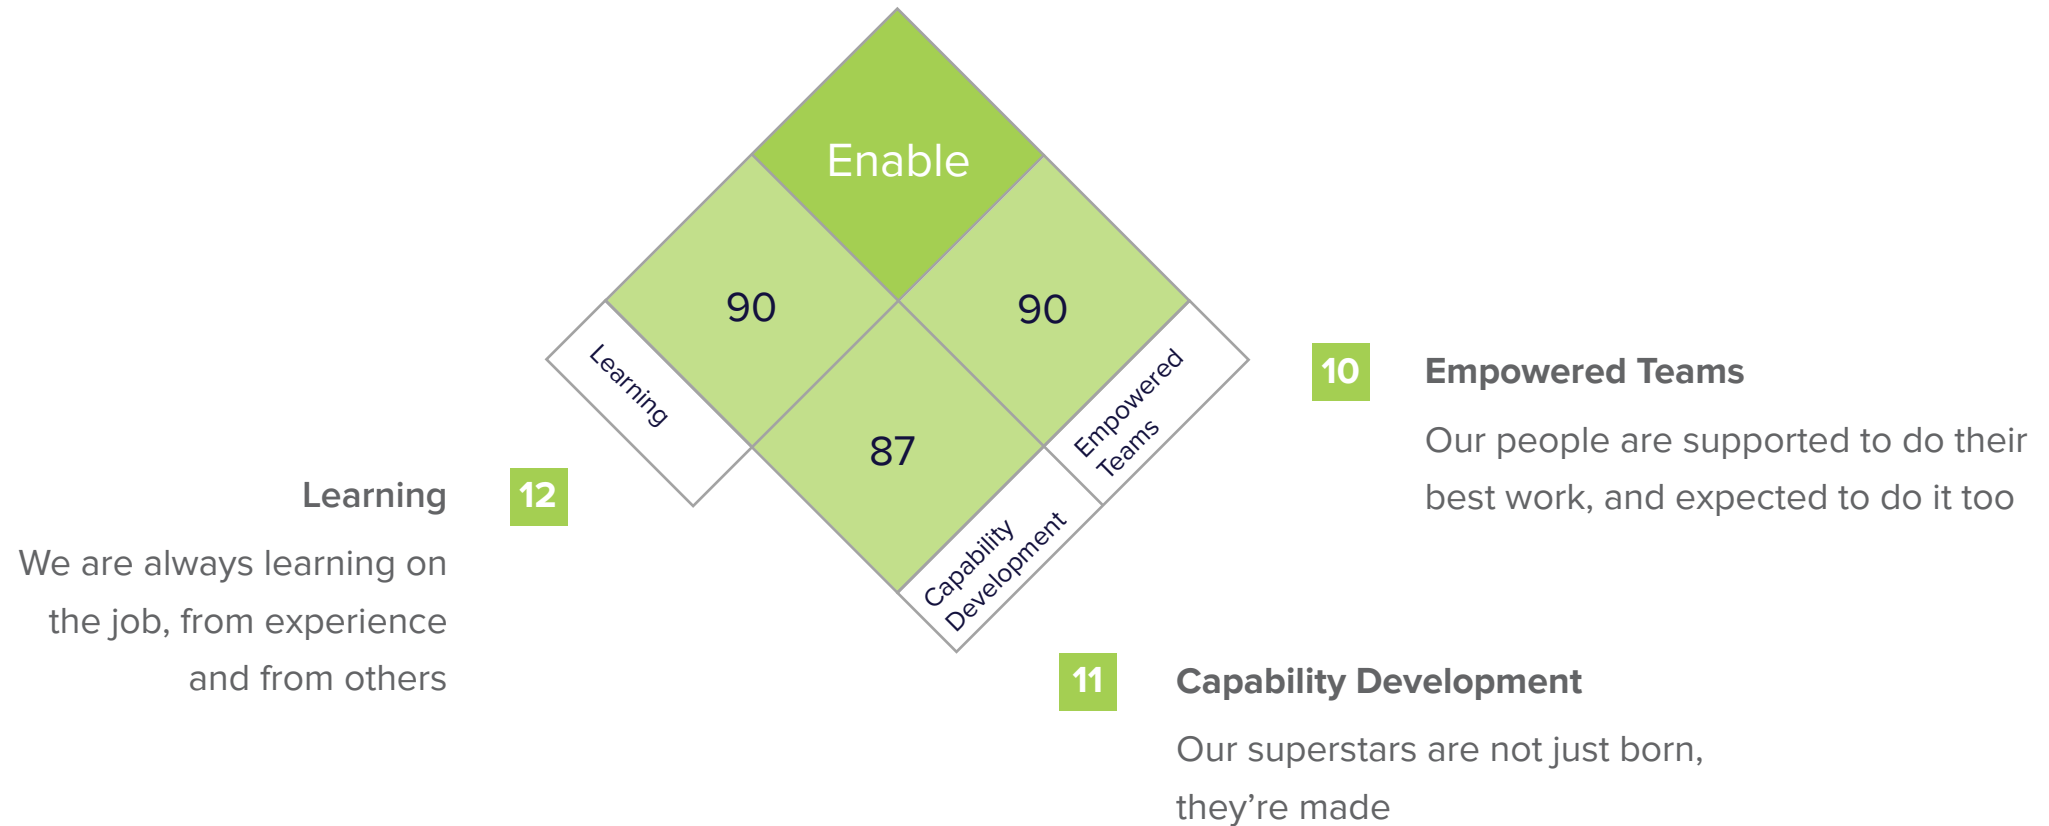 Enable
90
90
87
Learning
Empowered
Teams
Capability
Development
10
Empowered Teams
Our people are supported to do their
best work, and expected to do it too
12
Learning
We are always learning on
the job, from experience
and from others
11
Capability Development
Our superstars are not just born,
they’re made